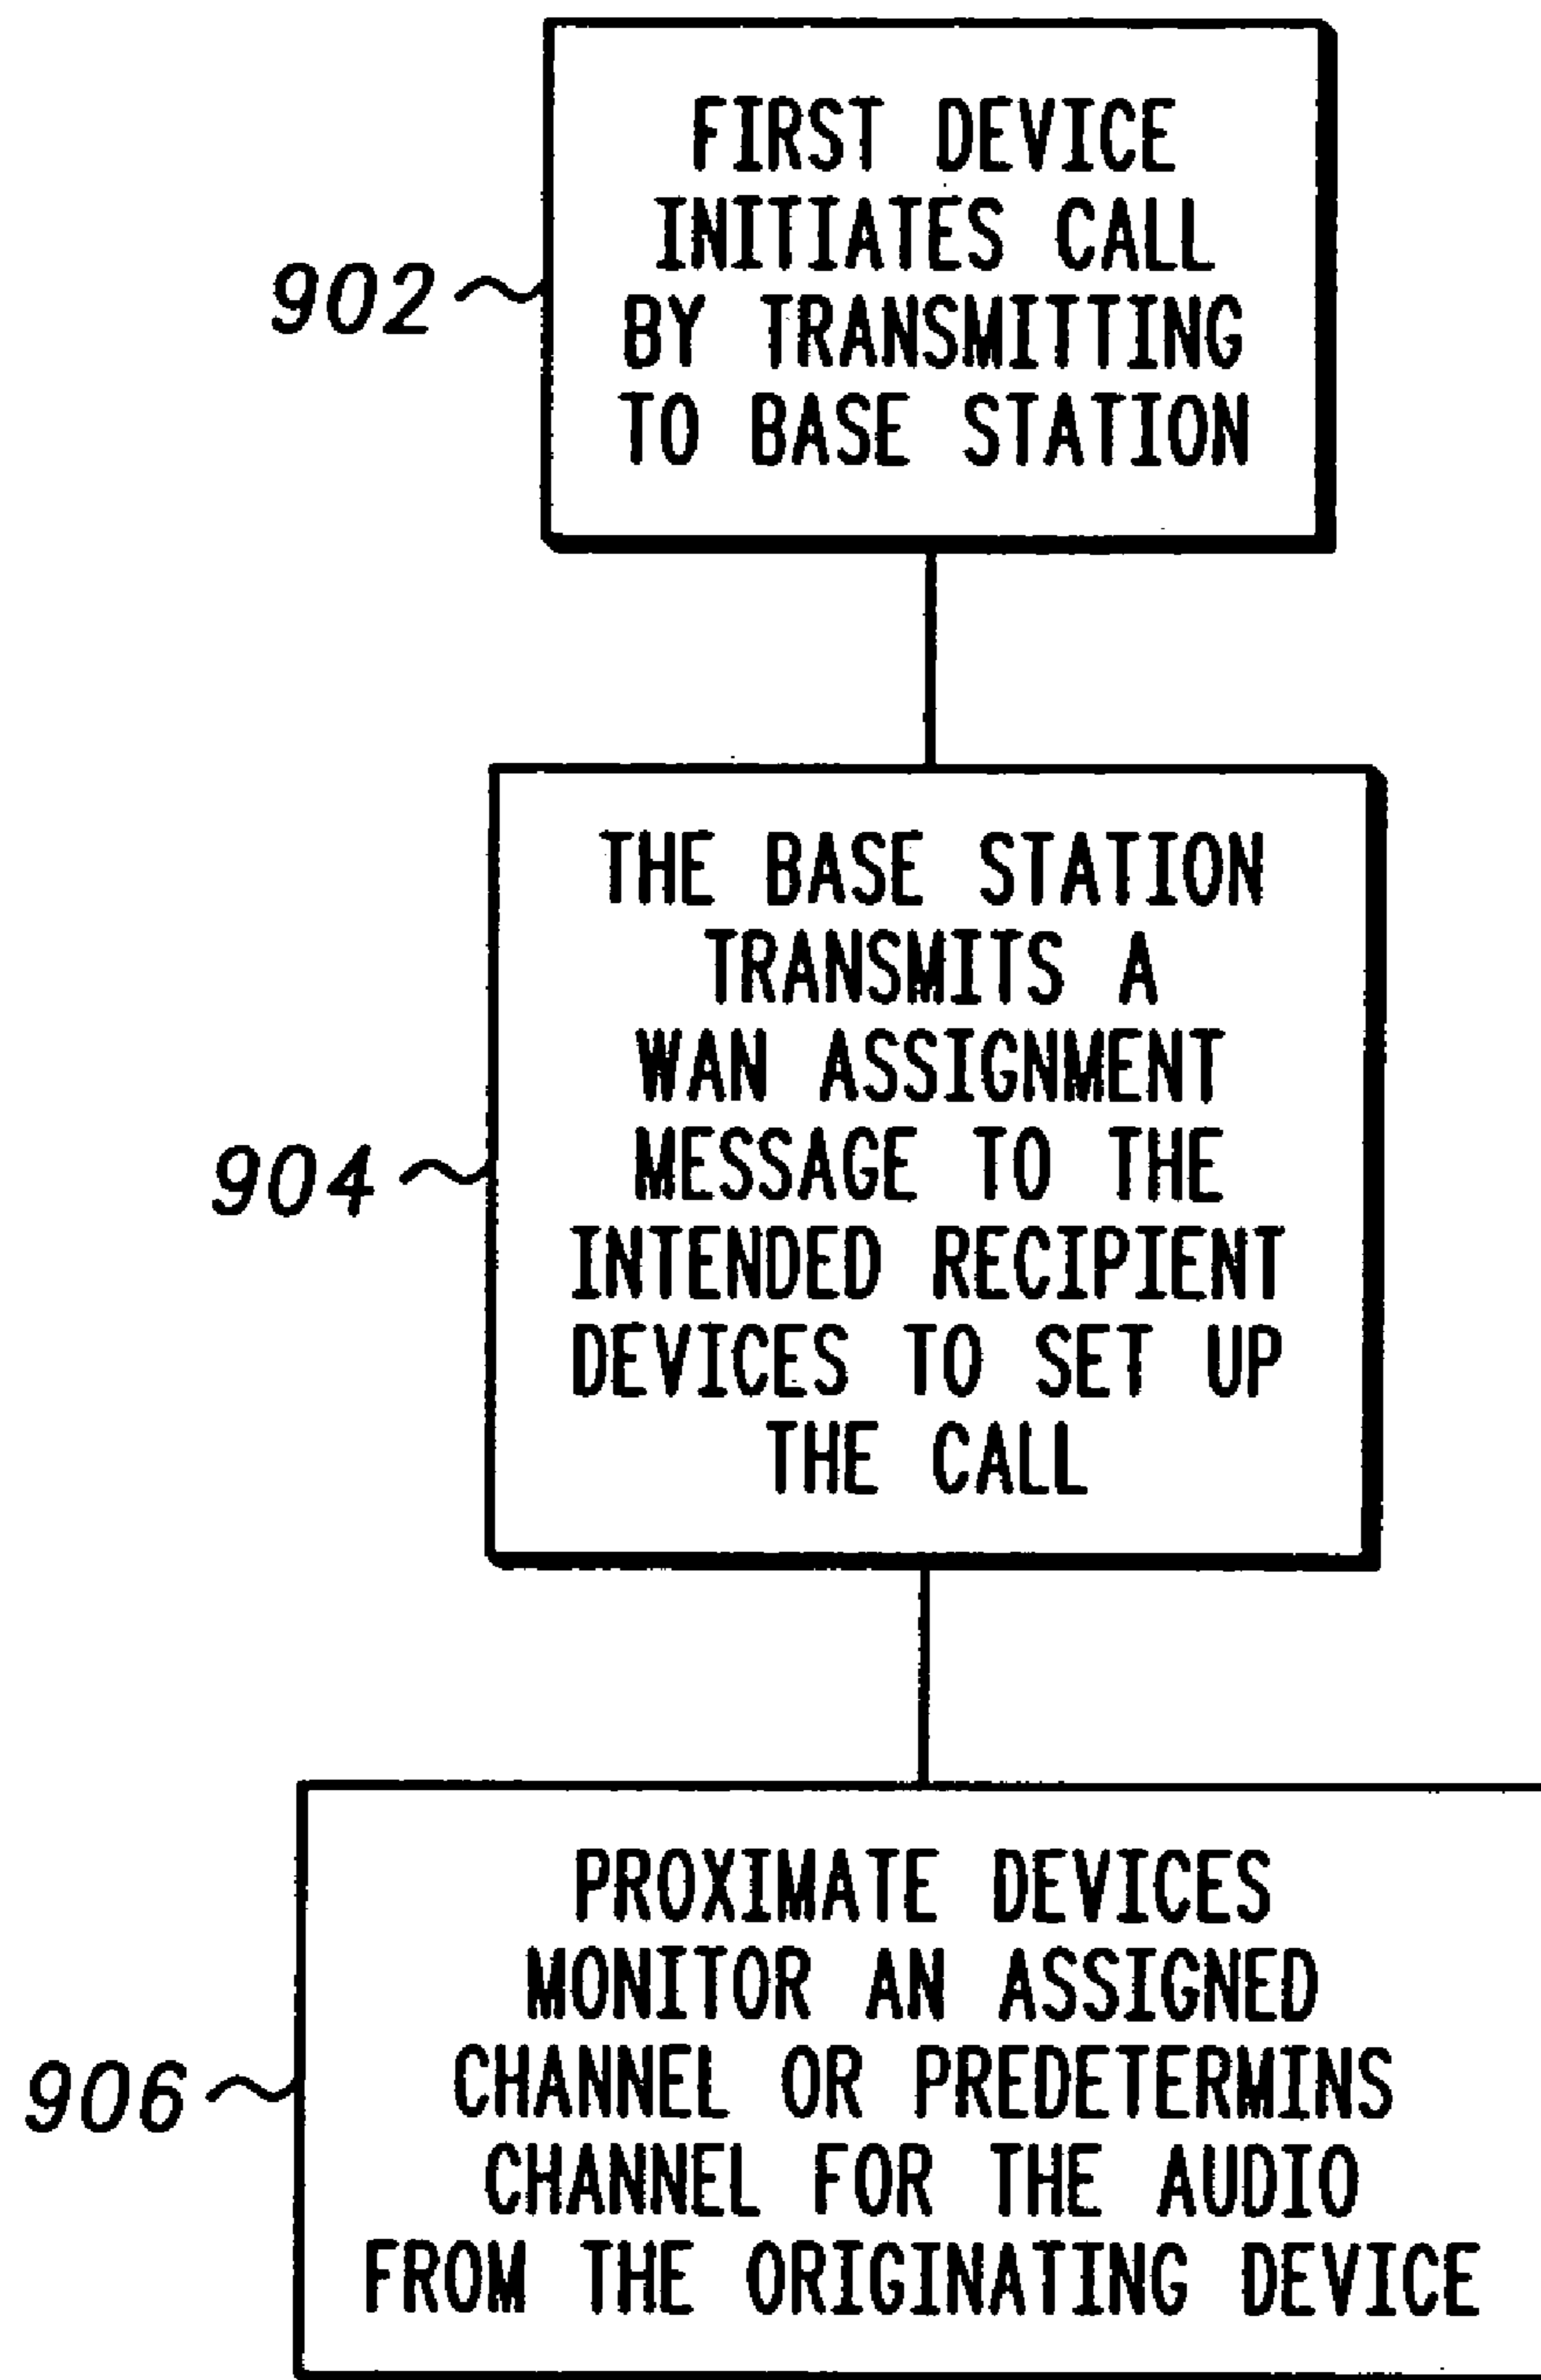 FIRST DEVICE
INITIATES CALL
BY TRANSMITTING
TO BASE STATION
902
THE BASE STATION
TRANSMITS A
WAN ASSIGNMENT
MESSAGE TO THE
INTENDED RECIPIENT
DEVICES TO SET UP
THE CALL
904
PROXIMATE DEVICES
MONITOR AN ASSIGNED
CHANNEL OR PREDETERMINS
CHANNEL FOR THE AUDIO
FROM THE ORIGINATING DEVICE
906